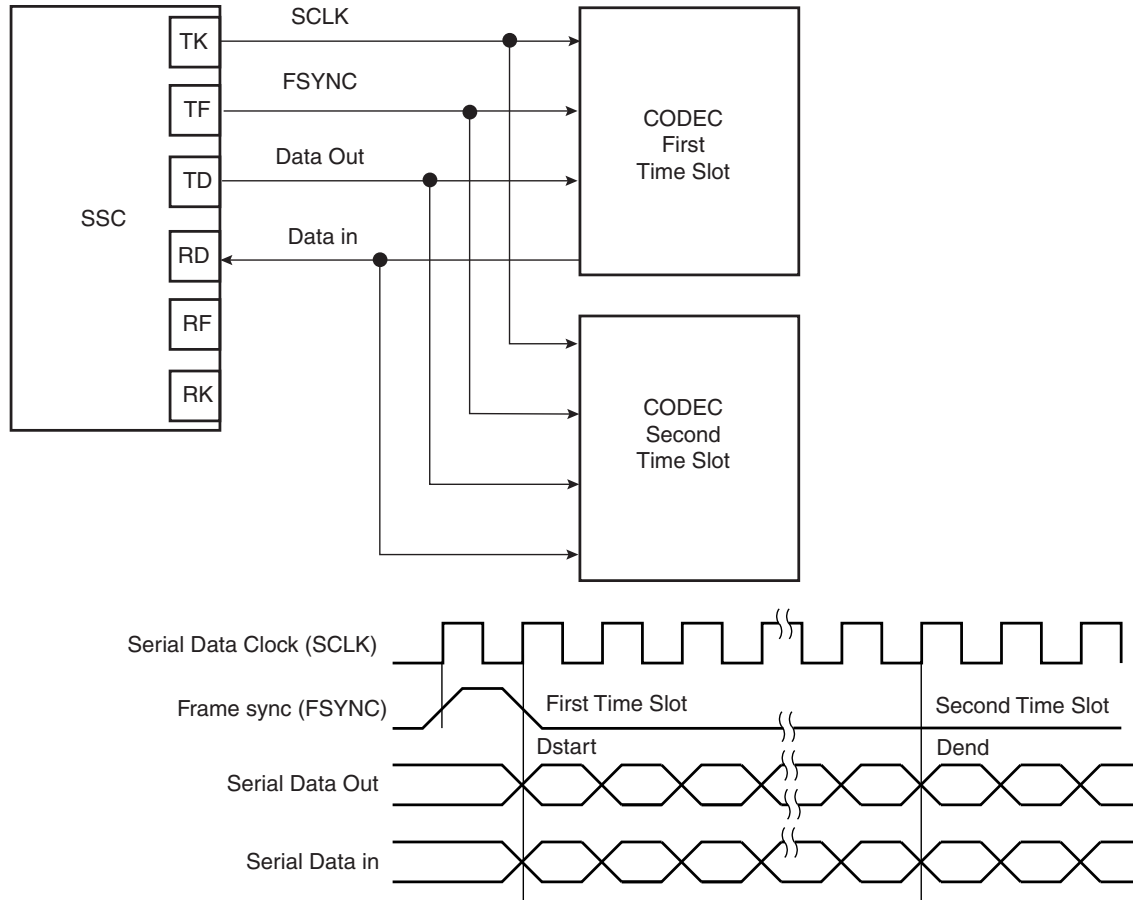 SSC
TK
TF
TD
RD
RF
RK
SCLK
FSYNC
Data Out
Data in
CODEC
First
Time Slot
CODEC
Second
Time Slot
Serial Data Clock (SCLK)
Frame sync (FSYNC)
First Time Slot
Second Time Slot
Dstart
Dend
Serial Data Out
Serial Data in